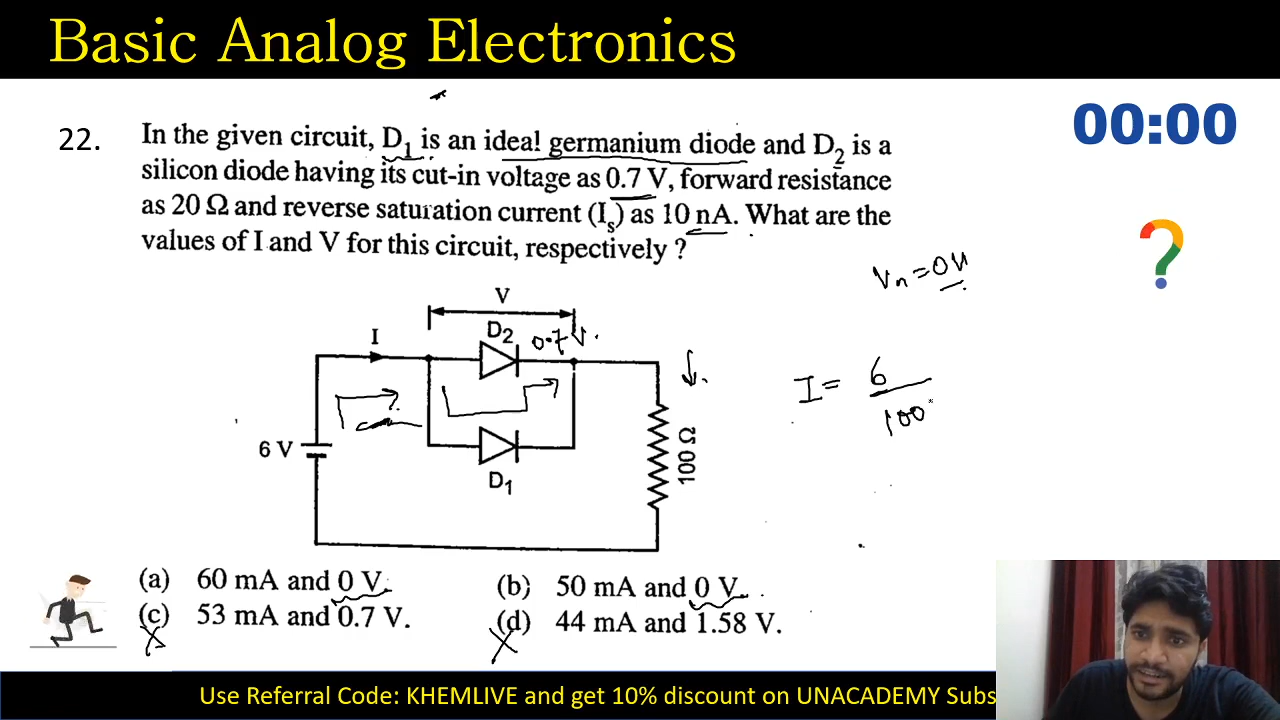 Basic Analog Electronics
00:00
22. In the given circuit, D1 is an ideal germanium diode and D2 is a
silicon diode having its cut-in voltage as 0.7 V, forward resistance
as 20 Ω and reverse saturation current (Is) as 10 nA. What are the
values of I and V for this circuit, respectively ?
?
Vn = 0V
V
I
D2
0.7V.
I = 6/100
6 V
100 Ω
D1
(a) 60 mA and 0 V. (b) 50 mA and 0 V.
(c) 53 mA and 0.7 V. (d) 44 mA and 1.58 V.
Use Referral Code: KHEMLIVE and get 10% discount on UNACADEMY Subs